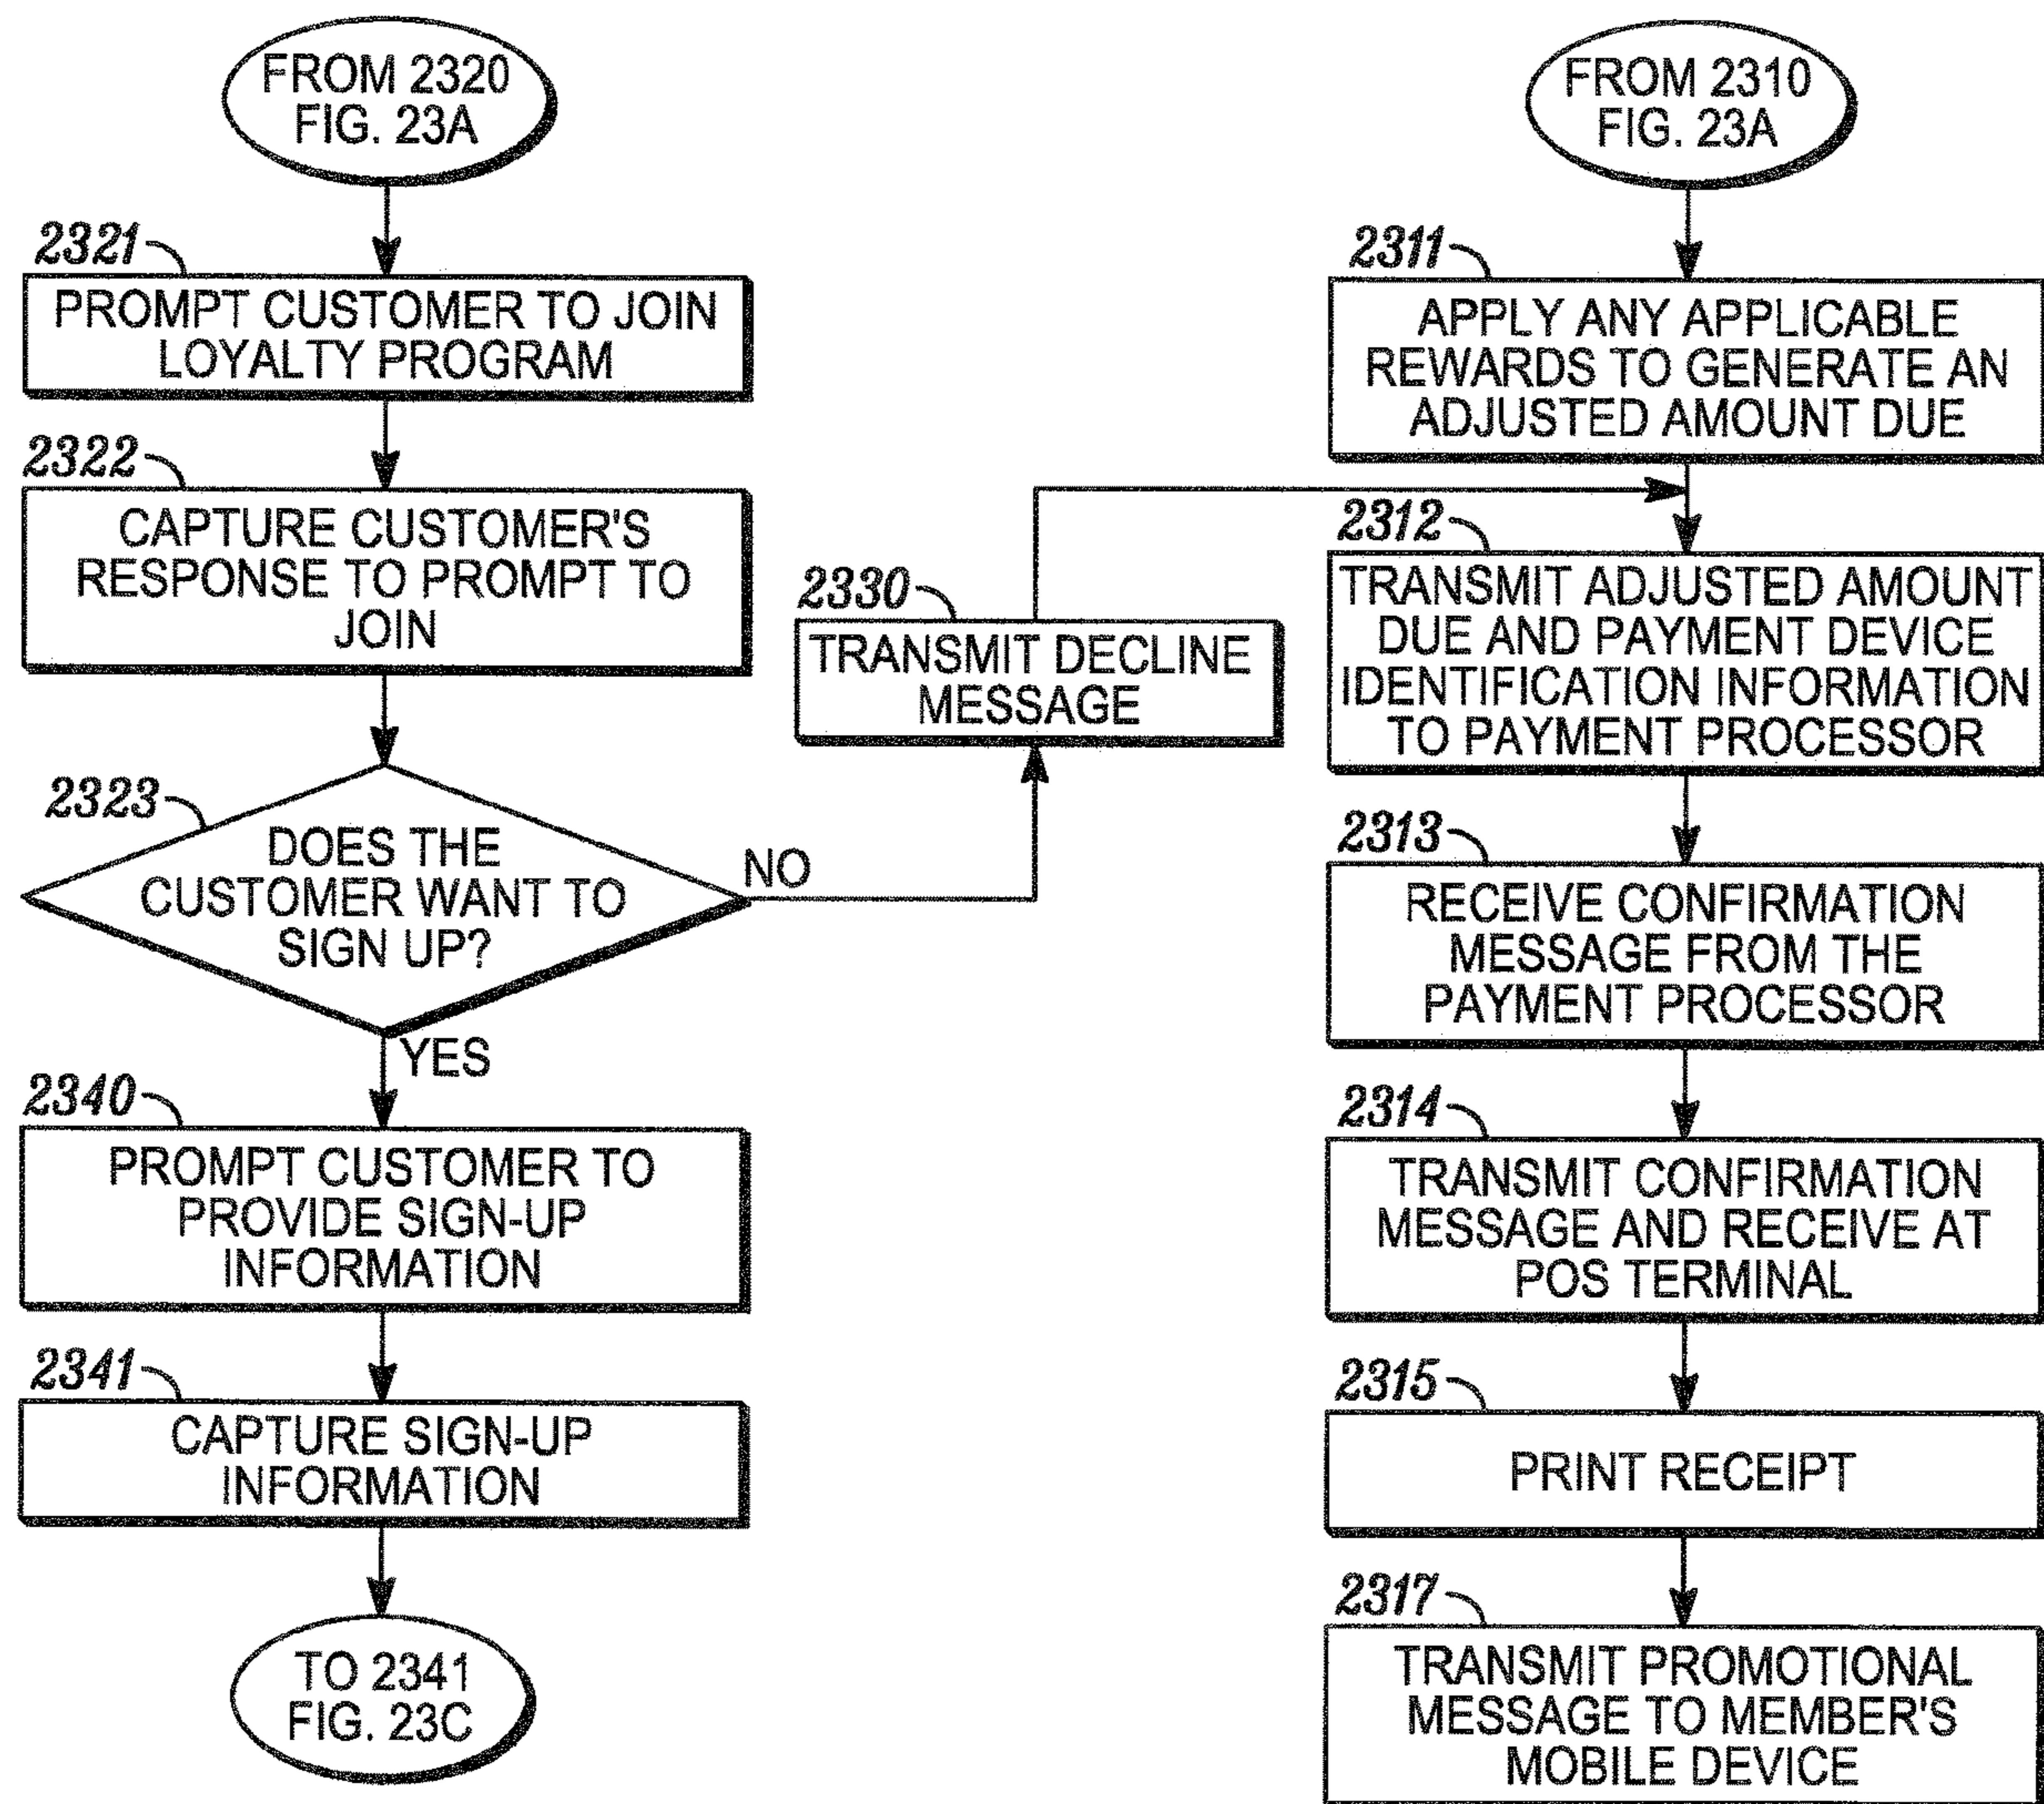 FROM 2320
FIG. 23A
2321
PROMPT CUSTOMER TO JOIN
LOYALTY PROGRAM
2322
CAPTURE CUSTOMER'S
RESPONSE TO PROMPT TO
JOIN
2323
DOES THE
CUSTOMER WANT TO
SIGN UP?
NO
YES
2330
TRANSMIT DECLINE
MESSAGE
2340
PROMPT CUSTOMER TO
PROVIDE SIGN-UP
INFORMATION
2341
CAPTURE SIGN-UP
INFORMATION
TO 2341
FIG. 23C
FROM 2310
FIG. 23A
2311
APPLY ANY APPLICABLE
REWARDS TO GENERATE AN
ADJUSTED AMOUNT DUE
2312
TRANSMIT ADJUSTED AMOUNT
DUE AND PAYMENT DEVICE
IDENTIFICATION INFORMATION
TO PAYMENT PROCESSOR
2313
RECEIVE CONFIRMATION
MESSAGE FROM THE
PAYMENT PROCESSOR
2314
TRANSMIT CONFIRMATION
MESSAGE AND RECEIVE AT
POS TERMINAL
2315
PRINT RECEIPT
2317
TRANSMIT PROMOTIONAL
MESSAGE TO MEMBER'S
MOBILE DEVICE